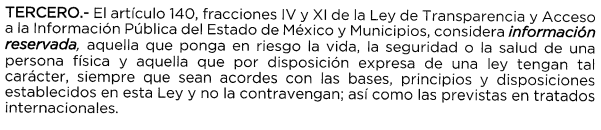 TERCERO.- El artículo 140, fracciones IV y XI de la Ley de Transparencia y Acceso
a la Información Pública del Estado de México y Municipios, considera información
reservada, aquella que ponga en riesgo la vida, la seguridad o la salud de una
persona física y aquella que por disposición expresa de una ley tengan tal
carácter, siempre que sean acordes con las bases, principios y disposiciones
establecidos en esta Ley y no la contravengan; así como las previstas en tratados
internacionales.